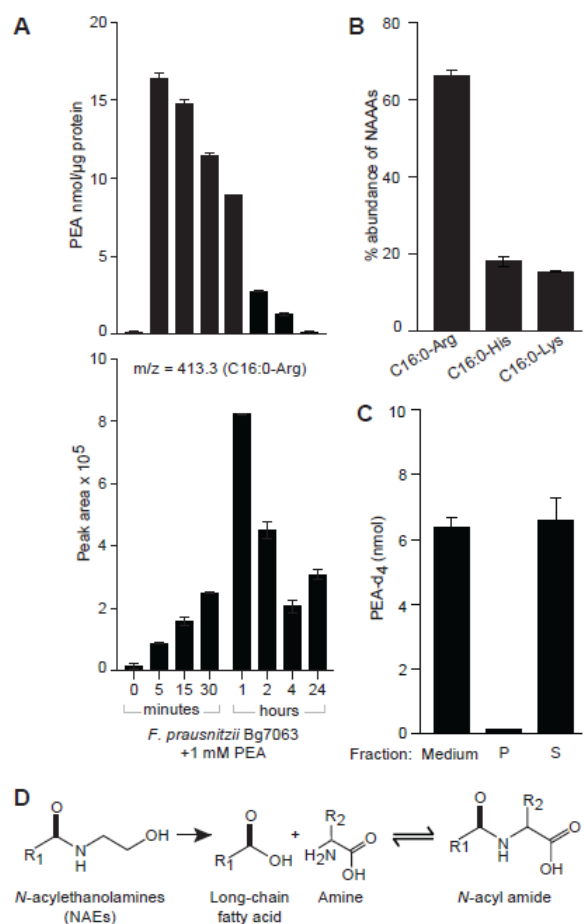 A
20
15
10
5
0
PEA nmol/µg protein
m/z = 413.3 (C16:0-Arg)
10
8
6
4
2
0
Peak area x 10⁵
0 5 15 30 1 2 4 24
minutes hours
F. prausnitzii Bg7063
+1 mM PEA
B
80
60
40
20
0
% abundance of NAAAs
C16:0-Arg
C16:0-His
C16:0-Lys
C
10
8
6
4
2
0
PEA-d₄ (nmol)
Fraction: Medium P S
D
O
R₁
N
H
OH
O
R₁
OH
+
R₂
H₂N
O
OH
O
R₁
N
H
R₂
O
OH
N-acylethanolamines
(NAEs)
Long-chain
fatty acid
Amine
N-acyl amide